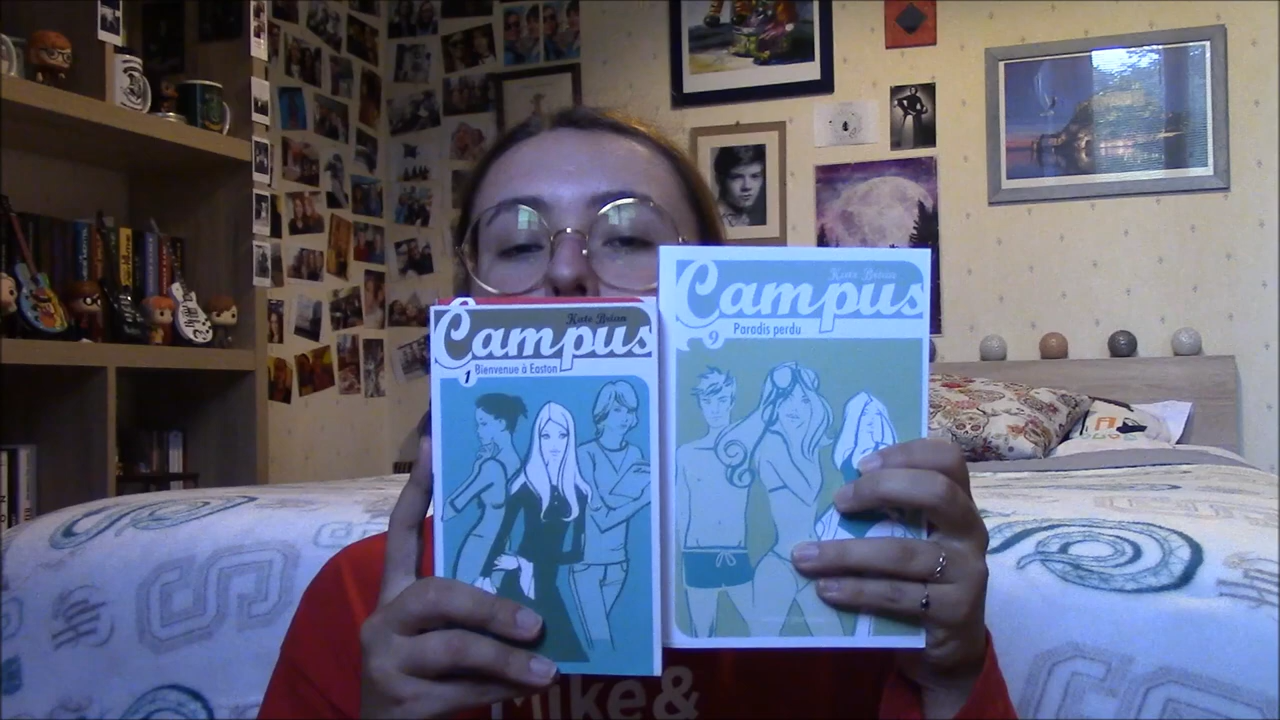 Kate Brian
Campus
1 Bienvenue à Easton
Kate Brian
Campus
9 Paradis perdu
Mike &